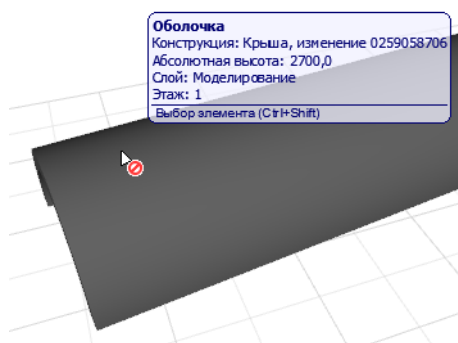 Оболочка
Конструкция: Крыша, изменение 0259058706
Абсолютная высота: 2700,0
Слой: Моделирование
Этаж: 1
Выбор элемента (Ctrl+Shift)